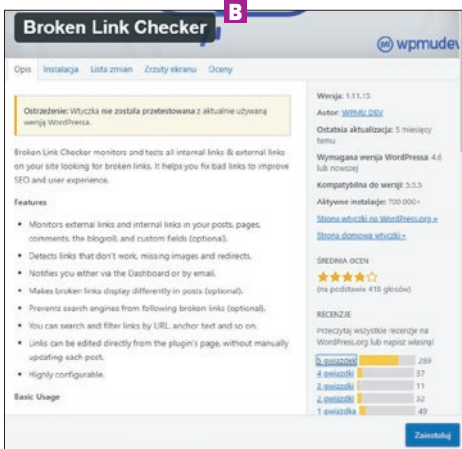 B
Broken Link Checker
wpmudev
Opis Instalacja Lista zmian Zrzuty ekranu Oceny
Ostrzeżenie: Wtyczka nie została przetestowana z aktualnie używaną
wersją WordPressa.
Broken Link Checker monitors and tests all internal links & external links
on your site looking for broken links. It helps you fix bad links to improve
SEO and user experience.
Features
• Monitors external links and internal links in your posts, pages,
comments, the blogroll, and custom fields (optional).
• Detects links that don't work, missing images and redirects.
• Notifies you either via the Dashboard or by email.
• Makes broken links display differently in posts (optional).
• Prevents search engines from following broken links (optional).
• You can search and filter links by URL, anchor text and so on.
• Links can be edited directly from the plugin's page, without manually
updating each post.
• Highly configurable.
Basic Usage
Wersja: 1.11.15
Autor: WPMU DEV
Ostatnia aktualizacja: 5 miesięcy
temu
Wymagana wersja WordPressa: 4.6
lub nowszej
Kompatybilna do wersji: 5.5.5
Aktywne instalacje: 700 000+
Strona wtyczki na WordPress.org »
Strona domowa wtyczki »
ŚREDNIA OCEN
(na podstawie 418 głosów)
RECENZJE
Przeczytaj wszystkie recenzje na
WordPress.org lub napisz własną!
5 gwiazdek 289
4 gwiazdki 37
3 gwiazdki 11
2 gwiazdki 32
1 gwiazdka 49
Zainstaluj